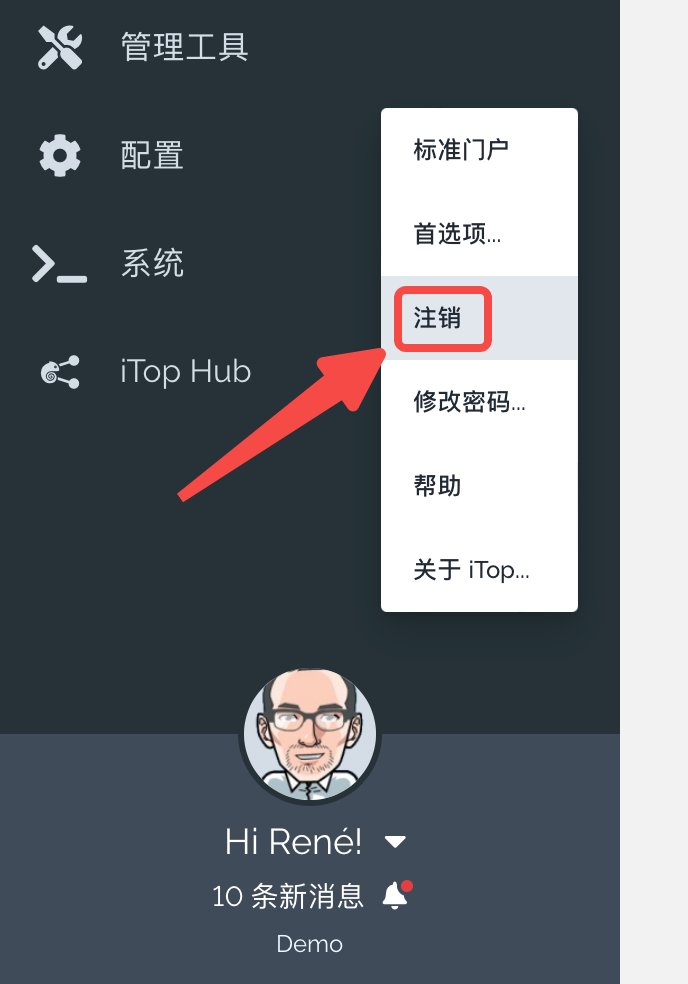 管理工具
配置
系统
iTop Hub
标准门户
首选项...
注销
修改密码...
帮助
关于 iTop...
Hi René!
10 条新消息
Demo